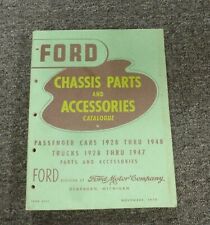 FORD
CHASSIS PARTS
AND
ACCESSORIES
CATALOGUE
PASSENGER CARS 1928 THRU 1948
TRUCKS 1928 THRU 1947
PARTS AND ACCESSORIES
FORD DIVISION OF Ford Motor Company,
DEARBORN, MICHIGAN
NOVEMBER,